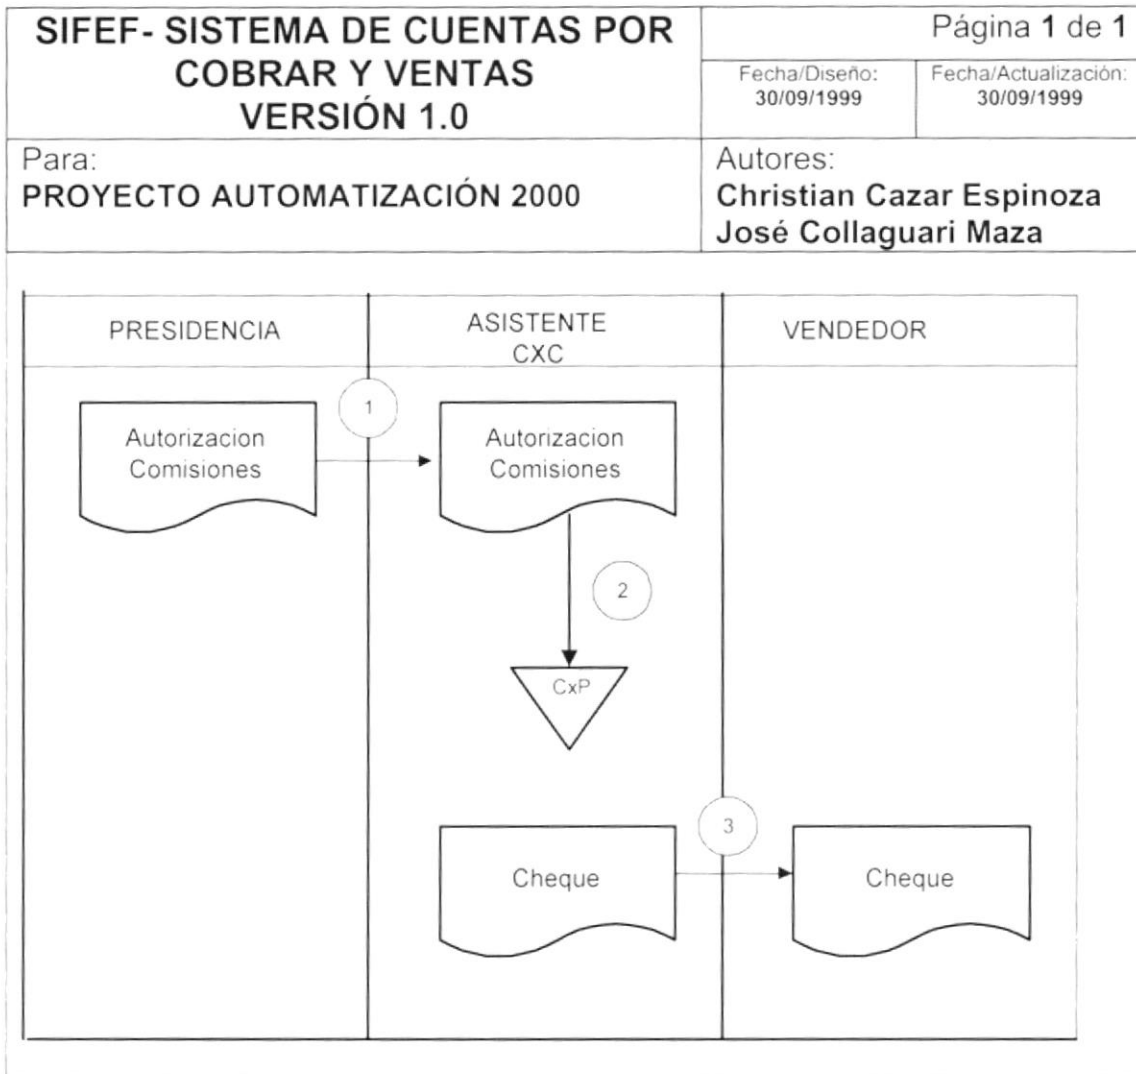 SIFEF- SISTEMA DE CUENTAS POR
COBRAR Y VENTAS
VERSIÓN 1.0
Página 1 de 1
Fecha/Diseño:
30/09/1999
Fecha/Actualización:
30/09/1999
Para:
PROYECTO AUTOMATIZACIÓN 2000
Autores:
Christian Cazar Espinoza
José Collaguari Maza
PRESIDENCIA
ASISTENTE
CXC
VENDEDOR
Autorizacion
Comisiones
1
Autorizacion
Comisiones
2
CxP
Cheque
3
Cheque